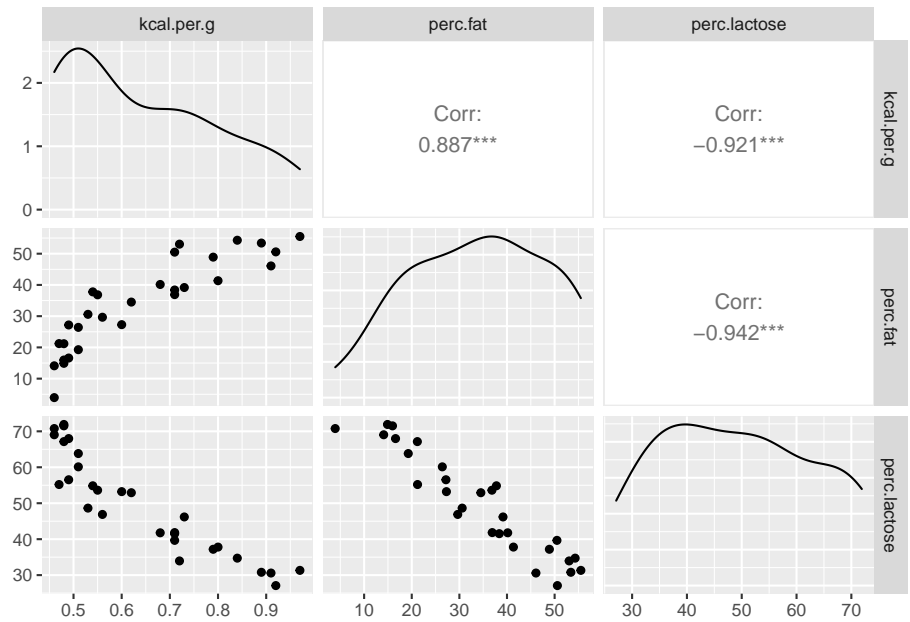 kcal.per.g perc.fat perc.lactose
2
1
0
Corr:
0.887***
Corr:
−0.921***
kcal.per.g
50
40
30
20
10
Corr:
−0.942***
perc.fat
70
60
50
40
30
perc.lactose
0.5 0.6 0.7 0.8 0.9 10 20 30 40 50 30 40 50 60 70